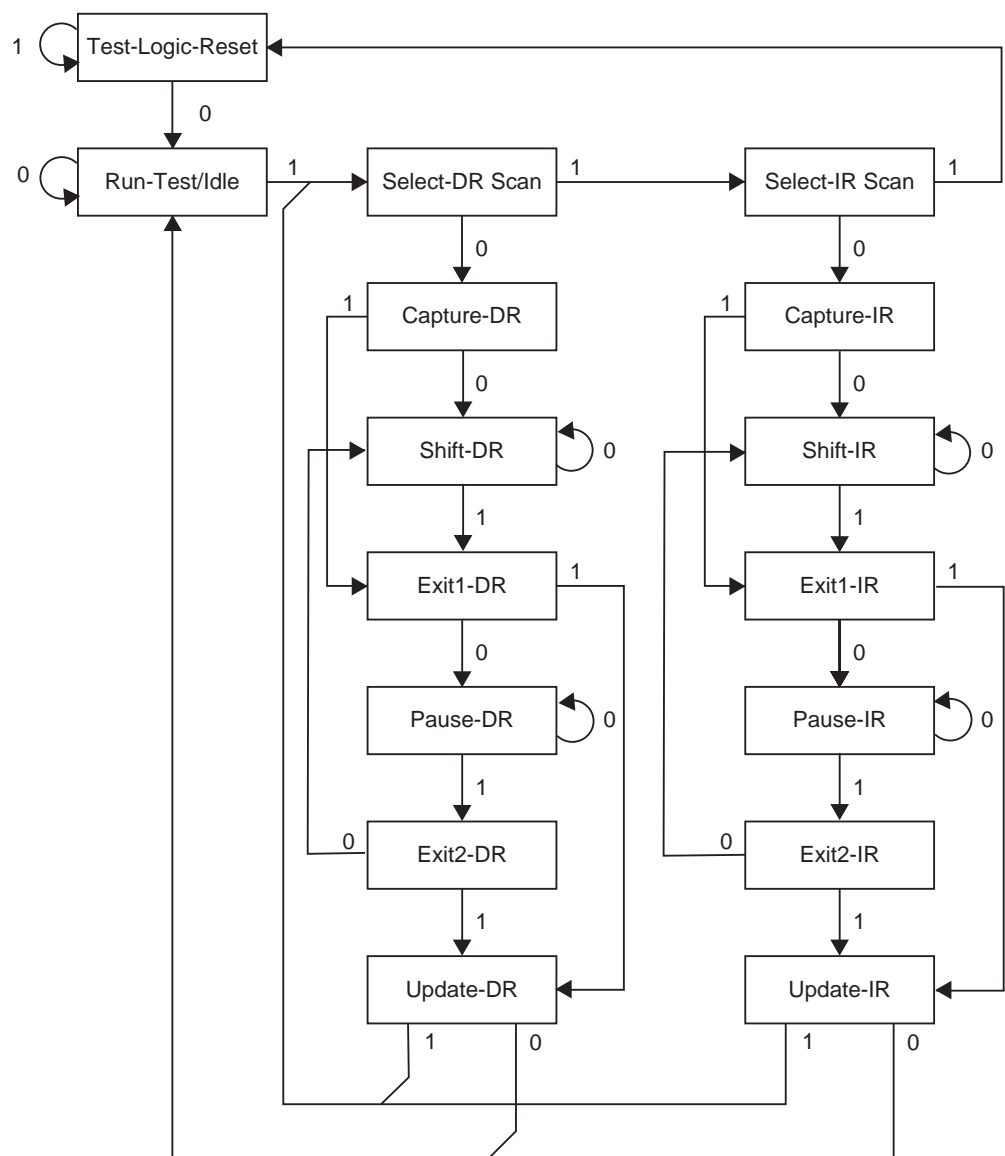 1
Test-Logic-Reset
0
0
Run-Test/Idle
1
Select-DR Scan
1
Select-IR Scan
1
0
0
1
Capture-DR
1
Capture-IR
0
0
Shift-DR
0
Shift-IR
0
1
1
Exit1-DR
1
Exit1-IR
1
0
0
Pause-DR
0
Pause-IR
0
1
1
0
Exit2-DR
0
Exit2-IR
1
1
Update-DR
Update-IR
1
0
1
0